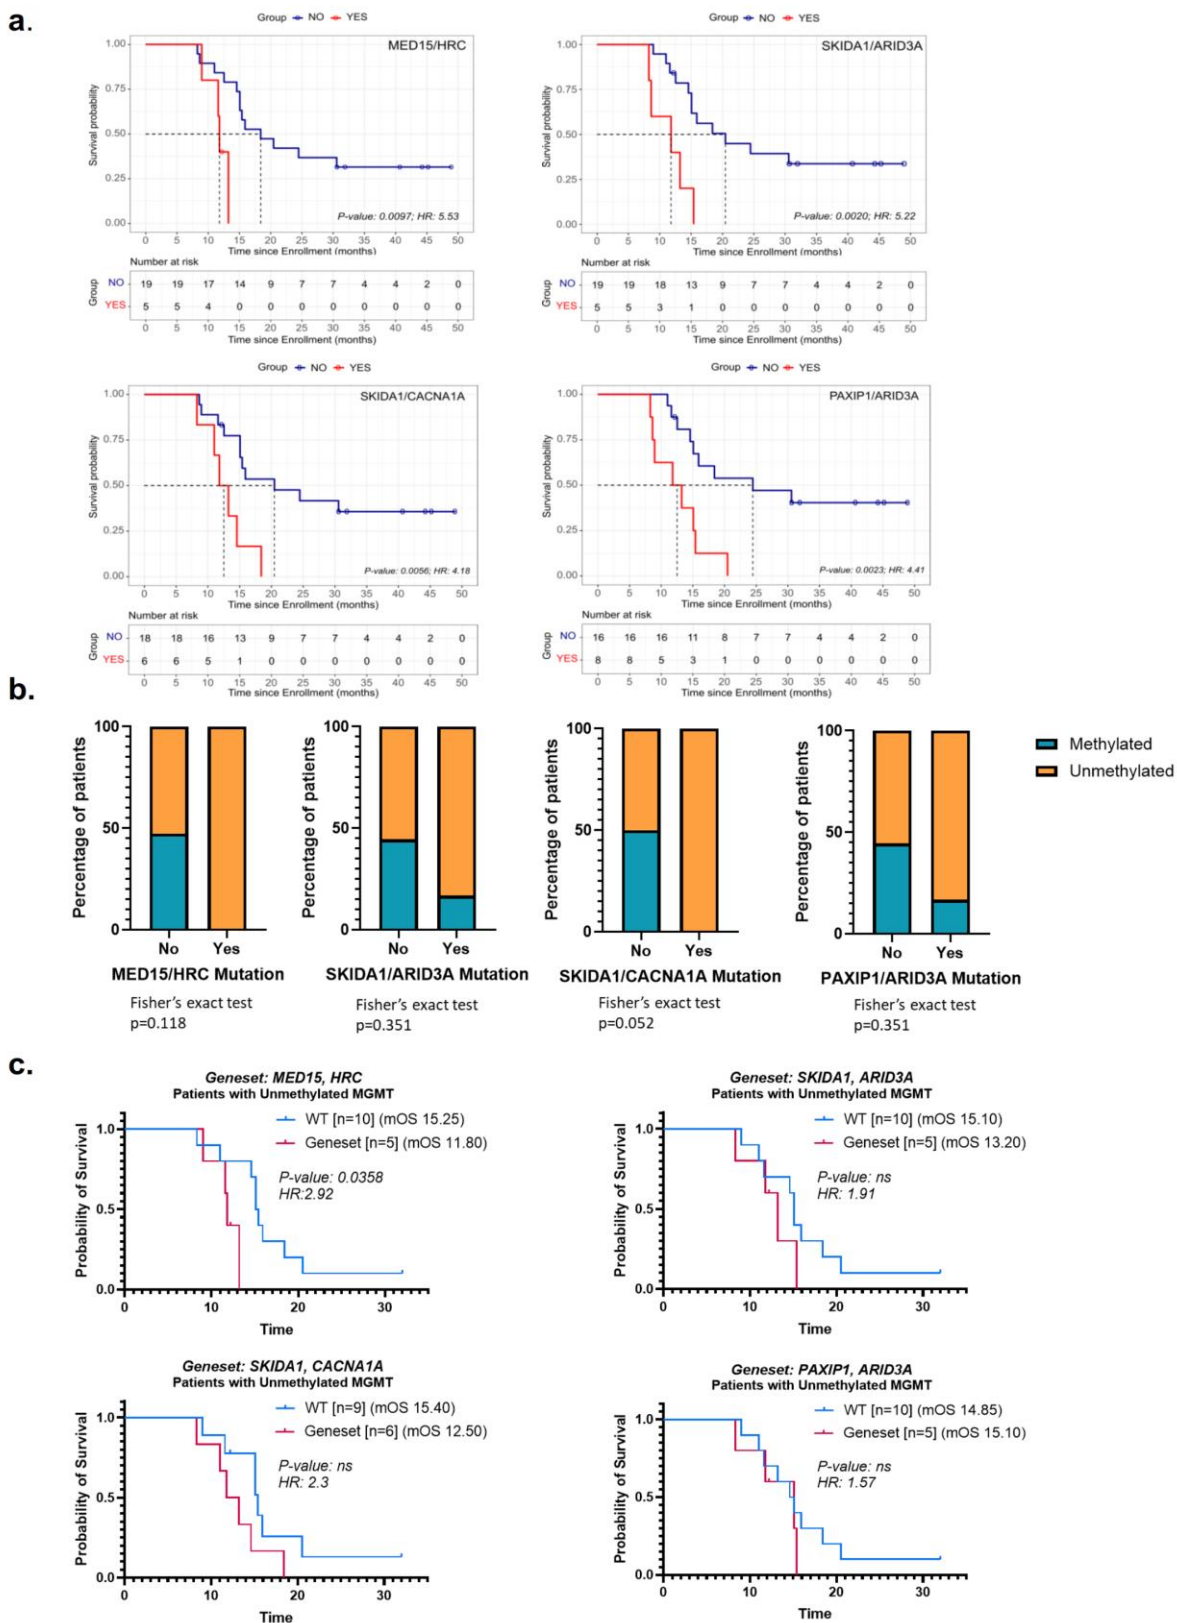 a.
Group NO YES
MED15/HRC
Survival probability
1.00
0.75
0.50
0.25
0.00
P-value: 0.0097; HR: 5.53
0 5 10 15 20 25 30 35 40 45 50
Time since Enrollment (months)
Number at risk
Group
NO 19 19 17 14 9 7 7 4 4 2 0
YES 5 5 4 0 0 0 0 0 0 0 0
0 5 10 15 20 25 30 35 40 45 50
Time since Enrollment (months)
Group NO YES
SKIDA1/ARID3A
Survival probability
1.00
0.75
0.50
0.25
0.00
P-value: 0.0020; HR: 5.22
0 5 10 15 20 25 30 35 40 45 50
Time since Enrollment (months)
Number at risk
Group
NO 19 19 18 13 9 7 7 4 4 2 0
YES 5 5 3 1 0 0 0 0 0 0 0
0 5 10 15 20 25 30 35 40 45 50
Time since Enrollment (months)
Group NO YES
SKIDA1/CACNA1A
Survival probability
1.00
0.75
0.50
0.25
0.00
P-value: 0.0056; HR: 4.18
0 5 10 15 20 25 30 35 40 45 50
Time since Enrollment (months)
Number at risk
Group
NO 18 18 16 13 9 7 7 4 4 2 0
YES 6 6 5 1 0 0 0 0 0 0 0
0 5 10 15 20 25 30 35 40 45 50
Time since Enrollment (months)
Group NO YES
PAXIP1/ARID3A
Survival probability
1.00
0.75
0.50
0.25
0.00
P-value: 0.0023; HR: 4.41
0 5 10 15 20 25 30 35 40 45 50
Time since Enrollment (months)
Number at risk
Group
NO 16 16 16 11 8 7 7 4 4 2 0
YES 8 8 5 3 1 0 0 0 0 0 0
0 5 10 15 20 25 30 35 40 45 50
Time since Enrollment (months)
b.
Percentage of patients
100
50
0
No Yes
MED15/HRC Mutation
Fisher's exact test
p=0.118
Percentage of patients
100
50
0
No Yes
SKIDA1/ARID3A Mutation
Fisher's exact test
p=0.351
Percentage of patients
100
50
0
No Yes
SKIDA1/CACNA1A Mutation
Fisher's exact test
p=0.052
Percentage of patients
100
50
0
No Yes
PAXIP1/ARID3A Mutation
Fisher's exact test
p=0.351
Methylated
Unmethylated
c.
Geneset: MED15, HRC
Patients with Unmethylated MGMT
WT [n=10] (mOS 15.25)
Geneset [n=5] (mOS 11.80)
P-value: 0.0358
HR:2.92
Probability of Survival
1.0
0.5
0.0
0 10 20 30
Time
Geneset: SKIDA1, ARID3A
Patients with Unmethylated MGMT
WT [n=10] (mOS 15.10)
Geneset [n=5] (mOS 13.20)
P-value: ns
HR: 1.91
Probability of Survival
1.0
0.5
0.0
0 10 20 30
Time
Geneset: SKIDA1, CACNA1A
Patients with Unmethylated MGMT
WT [n=9] (mOS 15.40)
Geneset [n=6] (mOS 12.50)
P-value: ns
HR: 2.3
Probability of Survival
1.0
0.5
0.0
0 10 20 30
Time
Geneset: PAXIP1, ARID3A
Patients with Unmethylated MGMT
WT [n=10] (mOS 14.85)
Geneset [n=5] (mOS 15.10)
P-value: ns
HR: 1.57
Probability of Survival
1.0
0.5
0.0
0 10 20 30
Time